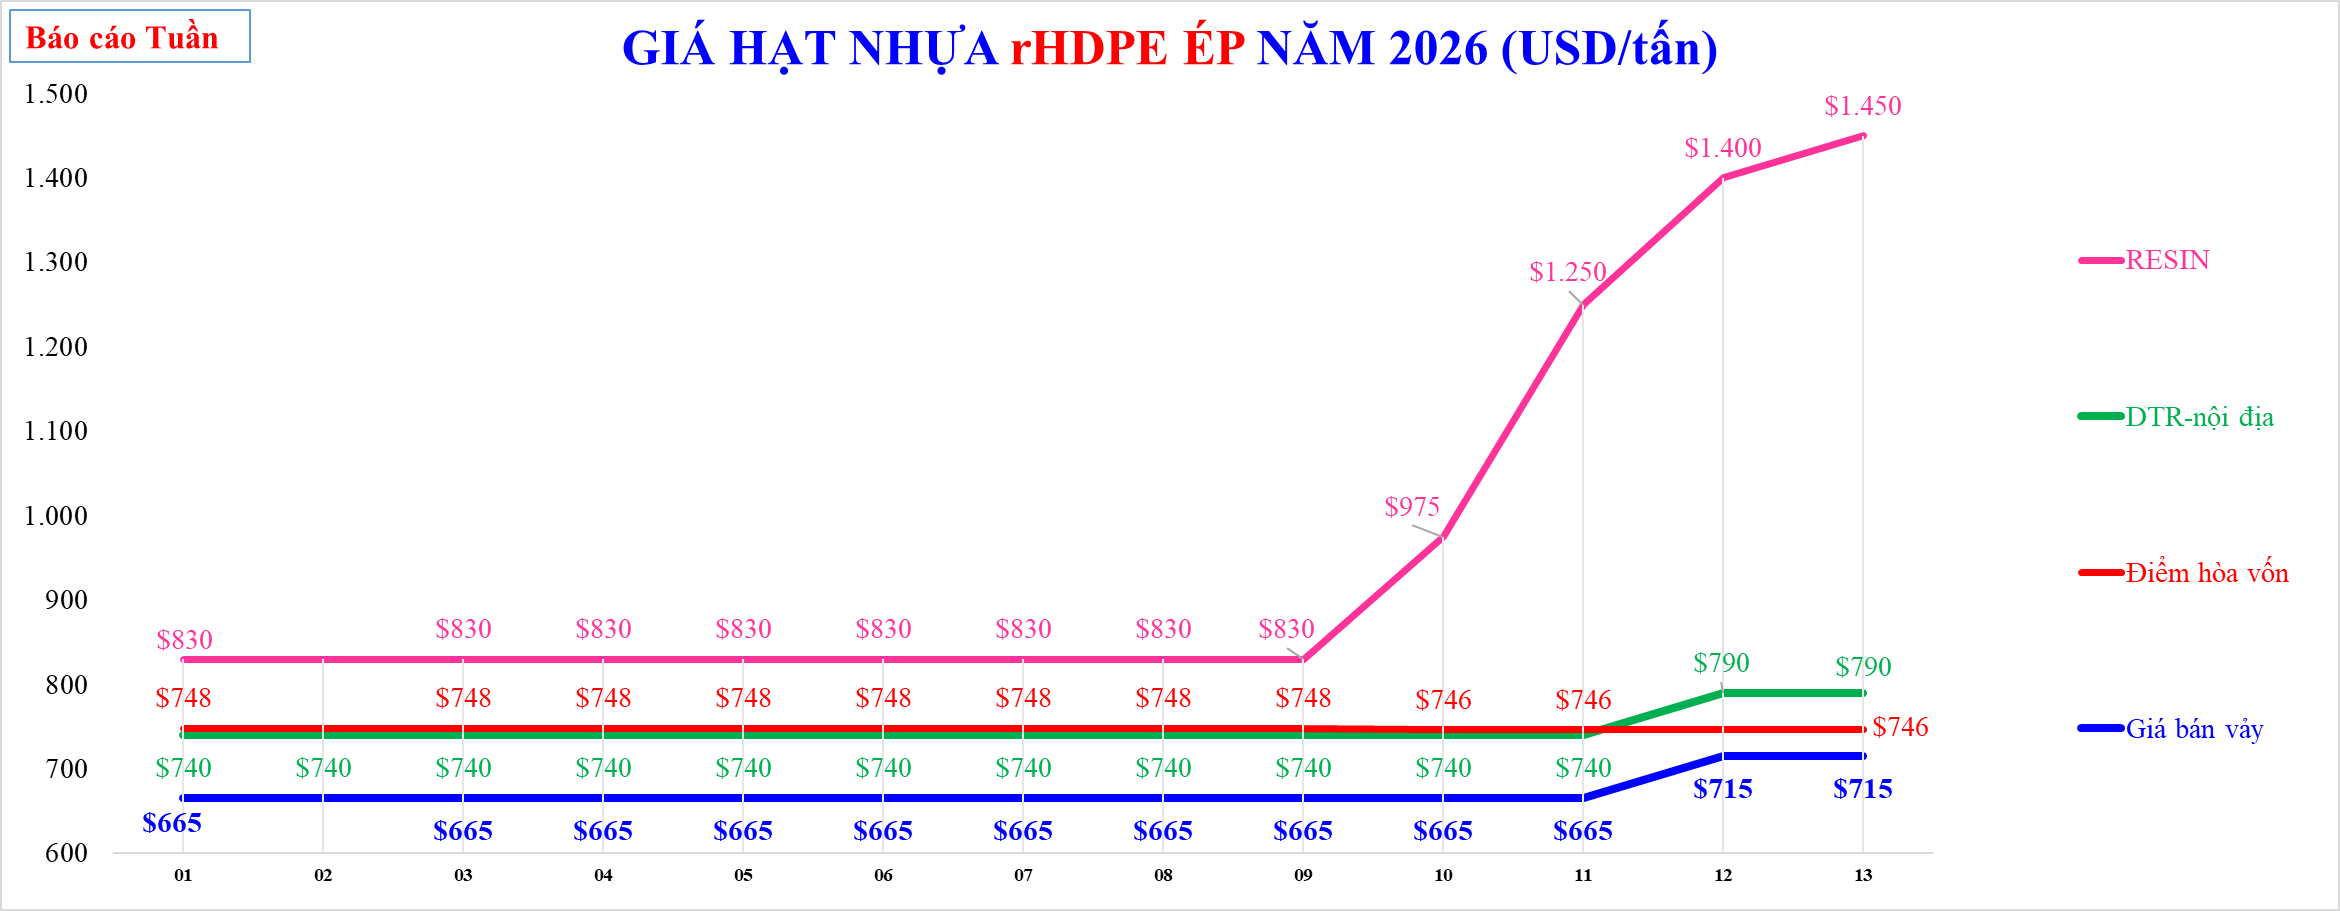 Báo cáo Tuần
GIÁ HẠT NHỰA rHDPE ÉP NĂM 2026 (USD/tấn)
1.500
1.400
1.300
1.200
1.100
1.000
900
800
700
600
$830 $830 $830 $830 $830 $830 $830 $830 $975 $1.250 $1.400 $1.450
$748 $748 $748 $748 $748 $748 $748 $748 $746 $746 $746
$740 $740 $740 $740 $740 $740 $740 $740 $740 $740 $740 $790 $790
$665 $665 $665 $665 $665 $665 $665 $665 $665 $665 $715 $715
01 02 03 04 05 06 07 08 09 10 11 12 13
RESIN
DTR-nội địa
Điểm hòa vốn
Giá bán vảy